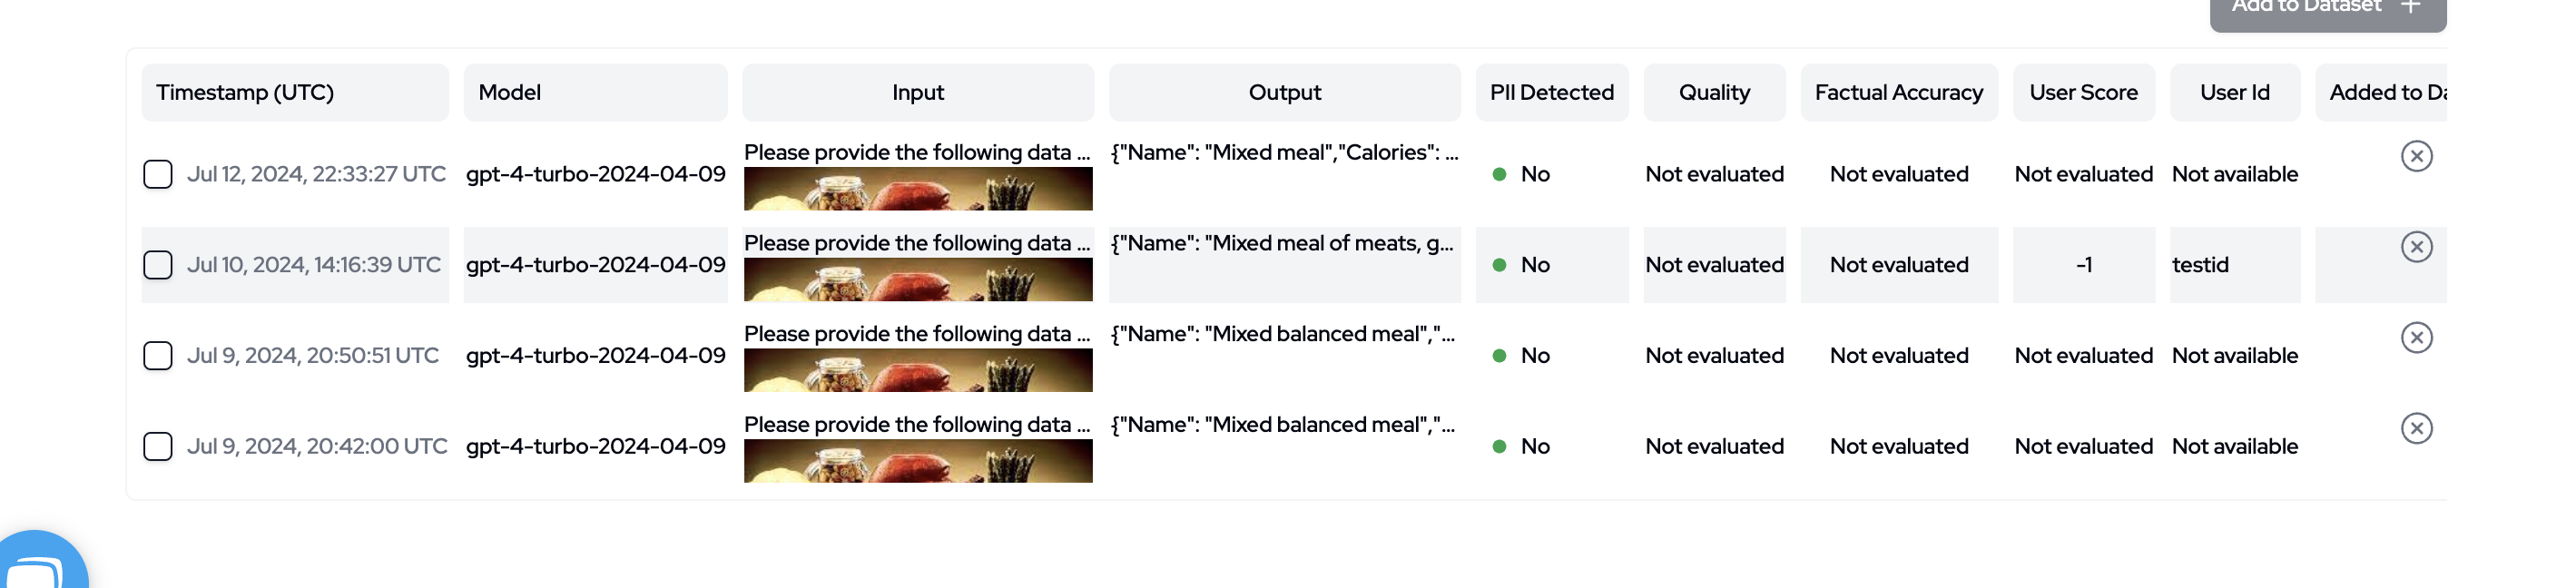 Add to Dataset
Timestamp (UTC) Model Input Output PII Detected Quality Factual Accuracy User Score User Id Added to Da
Please provide the following data ... {"Name": "Mixed meal","Calories": ...
Jul 12, 2024, 22:33:27 UTC gpt-4-turbo-2024-04-09 No Not evaluated Not evaluated Not evaluated Not available
Please provide the following data ... {"Name": "Mixed meal of meats, g...
Jul 10, 2024, 14:16:39 UTC gpt-4-turbo-2024-04-09 No Not evaluated Not evaluated -1 testid
Please provide the following data ... {"Name": "Mixed balanced meal","...
Jul 9, 2024, 20:50:51 UTC gpt-4-turbo-2024-04-09 No Not evaluated Not evaluated Not evaluated Not available
Please provide the following data ... {"Name": "Mixed balanced meal","...
Jul 9, 2024, 20:42:00 UTC gpt-4-turbo-2024-04-09 No Not evaluated Not evaluated Not evaluated Not available